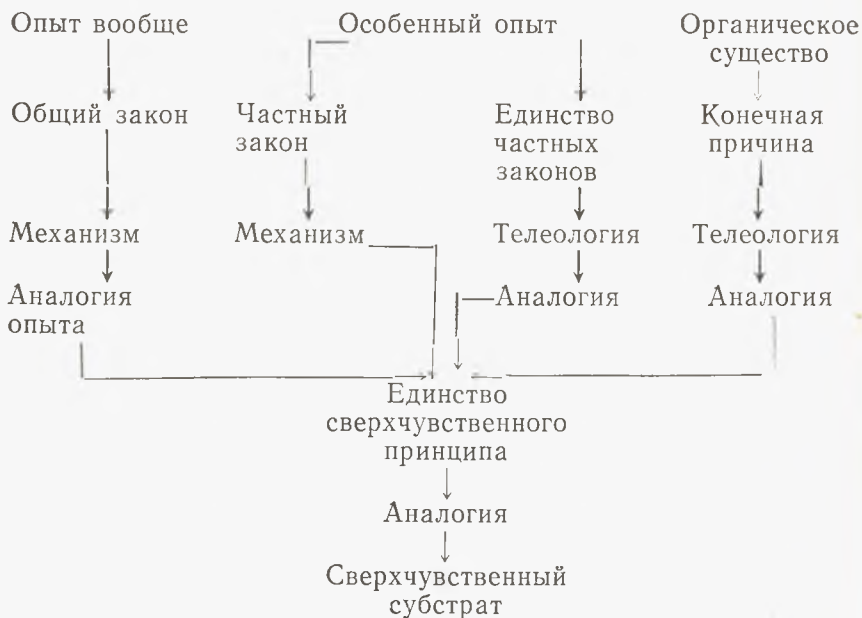 Опыт вообще
Особенный опыт
Органическое
существо
Общий закон
Частный
закон
Единство
частных
законов
Конечная
причина
Механизм
Механизм
Телеология
Телеология
Аналогия
опыта
Аналогия
Аналогия
Единство
сверхчувственного
принципа
Аналогия
Сверхчувственный
субстрат